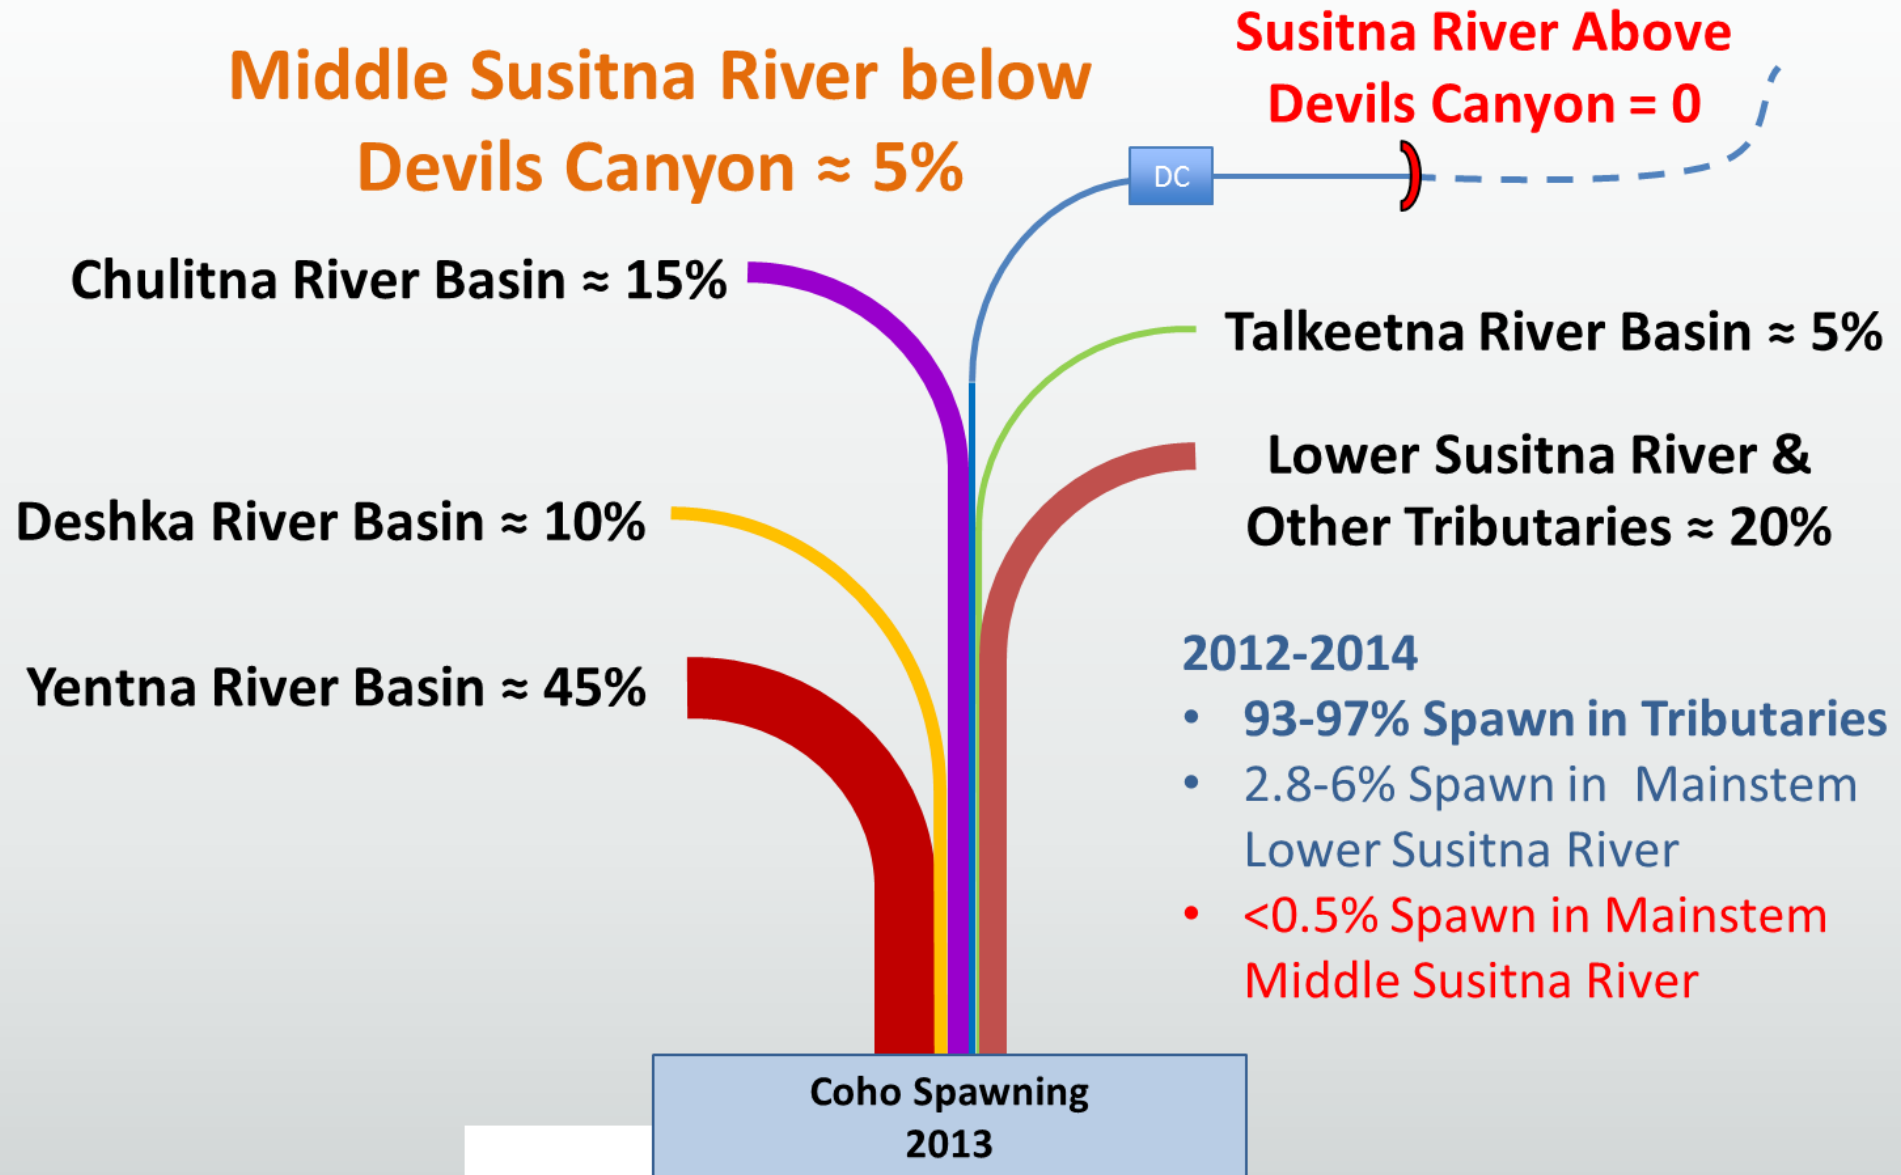 Middle Susitna River below
Devils Canyon ≈ 5%
Susitna River Above
Devils Canyon = 0
DC
Chulitna River Basin ≈ 15%
Talkeetna River Basin ≈ 5%
Lower Susitna River &
Other Tributaries ≈ 20%
Deshka River Basin ≈ 10%
Yentna River Basin ≈ 45%
2012-2014
• 93-97% Spawn in Tributaries
• 2.8-6% Spawn in Mainstem
Lower Susitna River
• <0.5% Spawn in Mainstem
Middle Susitna River
Coho Spawning
2013